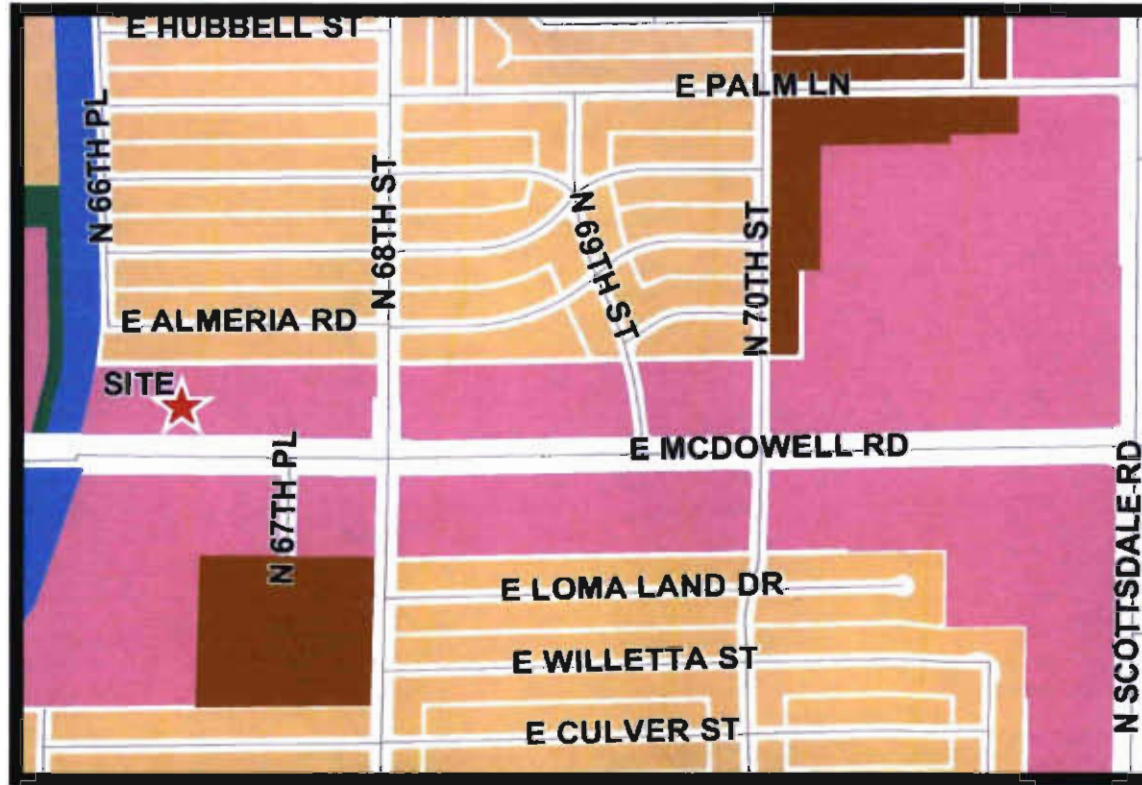 E HUBBELL ST
E PALM LN
N 66TH PL
N 68TH ST
N 69TH ST
N 70TH ST
E ALMERIA RD
SITE
E MCDOWELL RD
N 67TH PL
N SCOTTSDALE RD
E LOMA LAND DR
E WILLETTA ST
E CULVER ST